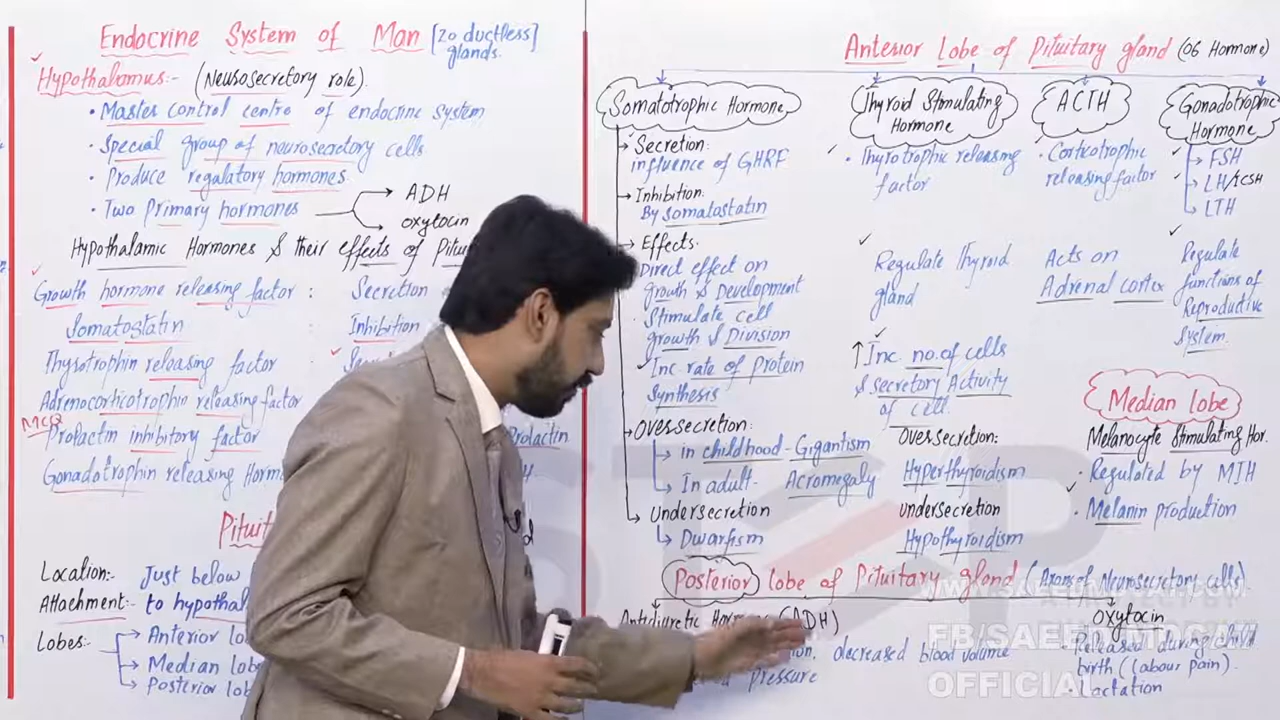 Endocrine System of Man [20 ductless] glands.
Hypothalamus:- (Neurosecretory role).
• Master control centre of endocrine system
• Special group of neurosecretory cells
• Produce regulatory hormones
• Two Primary hormones
ADH
oxytocin
Hypothalamic Hormones & their effects of
Growth hormone releasing factor : Secretion
Somatostatin : Inhibition
Thyrotrophin releasing factor :
Adrenocorticotrophin releasing factor
MCQ
Prolactin inhibitory factor Prolactin
Gonadotrophin releasing
Location:- Just below
Attachment:- to
Lobes:-
Anterior
Median
Posterior
Anterior Lobe of Pituitary gland (06 Hormone)
Somatotrophic Hormone
Secretion:
influence of GHRF
Inhibition:
By somatostatin
Effects.
Direct effect on
growth & Development
• Stimulate cell
growth & Division
Inc rate of Protein
Synthesis
Oversecretion:
in childhood - Gigantism
In adult - Acromegaly
Undersecretion
Dwarfism
Thyroid Stimulating
Hormone
• Thyrotrophic releasing
factor
Regulate Thyroid
gland
↑ Inc. no. of cells
& secretory Activity
of cell.
Oversecretion:
Hyperthyroidism
undersecretion
Hypothyroidism
ACTH
• Corticotrophic
releasing factor
Acts on
Adrenal cortex
Gonadotrophic
Hormone
FSH
LH/ICSH
LTH
Regulate
functions of
Reproductive
System.
Median lobe
Melanocyte Stimulating Hor.
• Regulated by MIH
• Melanin production
Posterior lobe of Pituitary gland (Axons of Neurosecretory cells).
Antidiuretic (ADH)
decreased blood volume
pressure
Oxytocin
• Released during child
birth (labour pain).
• Lactation
FB/SAEEDMDCAT
OFFICIAL